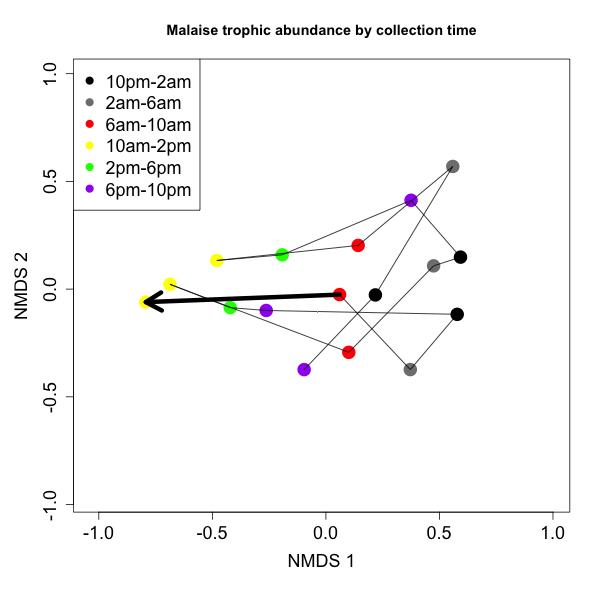 Malaise trophic abundance by collection time
10pm-2am
2am-6am
6am-10am
10am-2pm
2pm-6pm
6pm-10pm
1.0
0.5
0.0
-0.5
-1.0
NMDS 2
-1.0 -0.5 0.0 0.5 1.0
NMDS 1